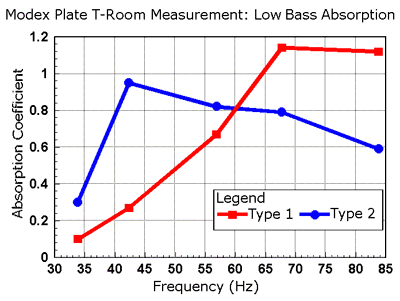 Modex Plate T-Room Measurement: Low Bass Absorption
1.2
1
0.8
0.6
0.4
0.2
0
Absorption Coefficient
Legend
Type 1 Type 2
30 35 40 45 50 55 60 65 70 75 80 85
Frequency (Hz)